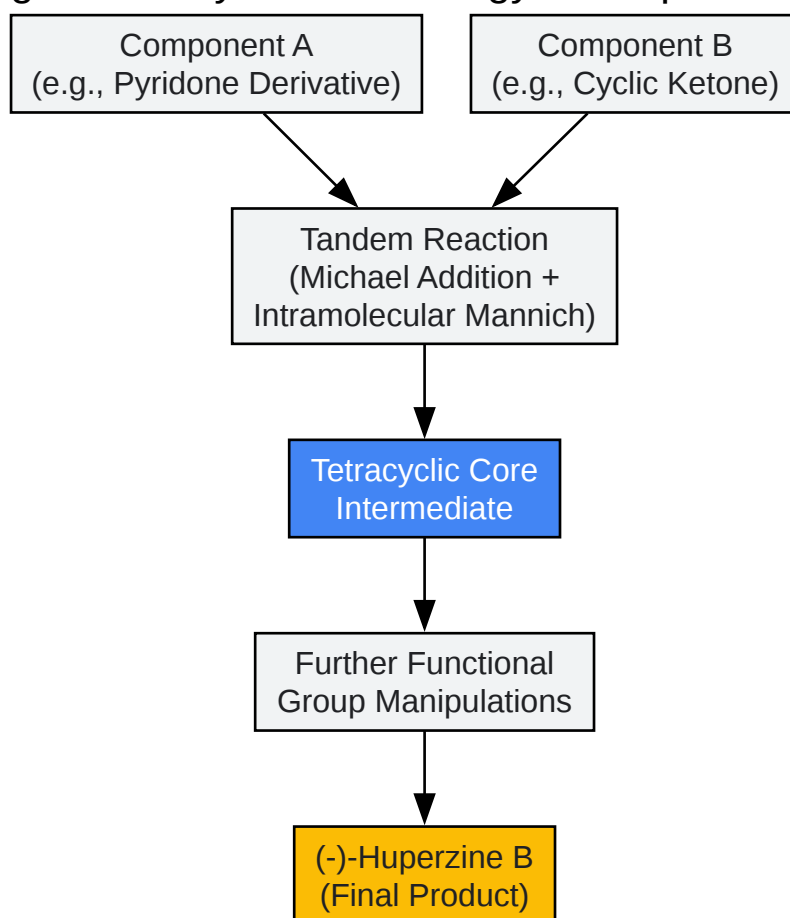 Component A
(e.g., Pyridone Derivative)
Component B
(e.g., Cyclic Ketone)
Tandem Reaction
(Michael Addition +
Intramolecular Mannich)
Tetracyclic Core
Intermediate
Further Functional
Group Manipulations
(-)-Huperzine B
(Final Product)